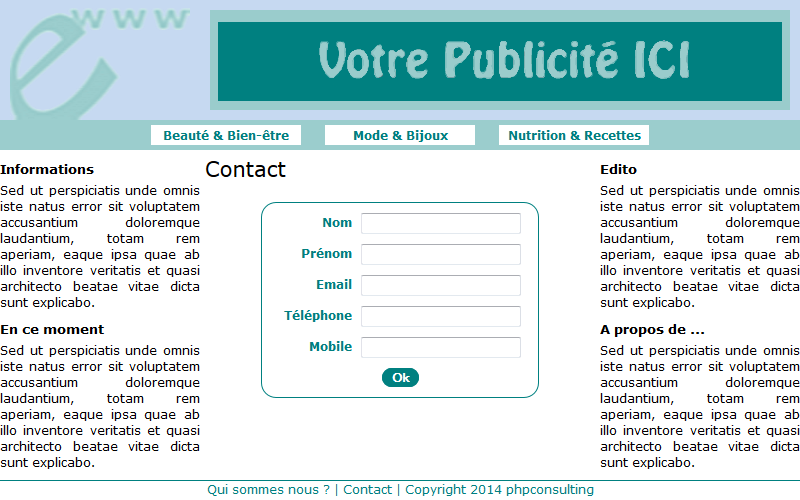 www
e
Votre Publicité ICI
Beauté & Bien-être
Mode & Bijoux
Nutrition & Recettes
Informations
Sed ut perspiciatis unde omnis
iste natus error sit voluptatem
accusantium doloremque
laudantium, totam rem
aperiam, eaque ipsa quae ab
illo inventore veritatis et quasi
architecto beatae vitae dicta
sunt explicabo.
En ce moment
Sed ut perspiciatis unde omnis
iste natus error sit voluptatem
accusantium doloremque
laudantium, totam rem
aperiam, eaque ipsa quae ab
illo inventore veritatis et quasi
architecto beatae vitae dicta
sunt explicabo.
Contact
Nom
Prénom
Email
Téléphone
Mobile
Ok
Edito
Sed ut perspiciatis unde omnis
iste natus error sit voluptatem
accusantium doloremque
laudantium, totam rem
aperiam, eaque ipsa quae ab
illo inventore veritatis et quasi
architecto beatae vitae dicta
sunt explicabo.
A propos de ...
Sed ut perspiciatis unde omnis
iste natus error sit voluptatem
accusantium doloremque
laudantium, totam rem
aperiam, eaque ipsa quae ab
illo inventore veritatis et quasi
architecto beatae vitae dicta
sunt explicabo.
Qui sommes nous ? | Contact | Copyright 2014 phpconsulting